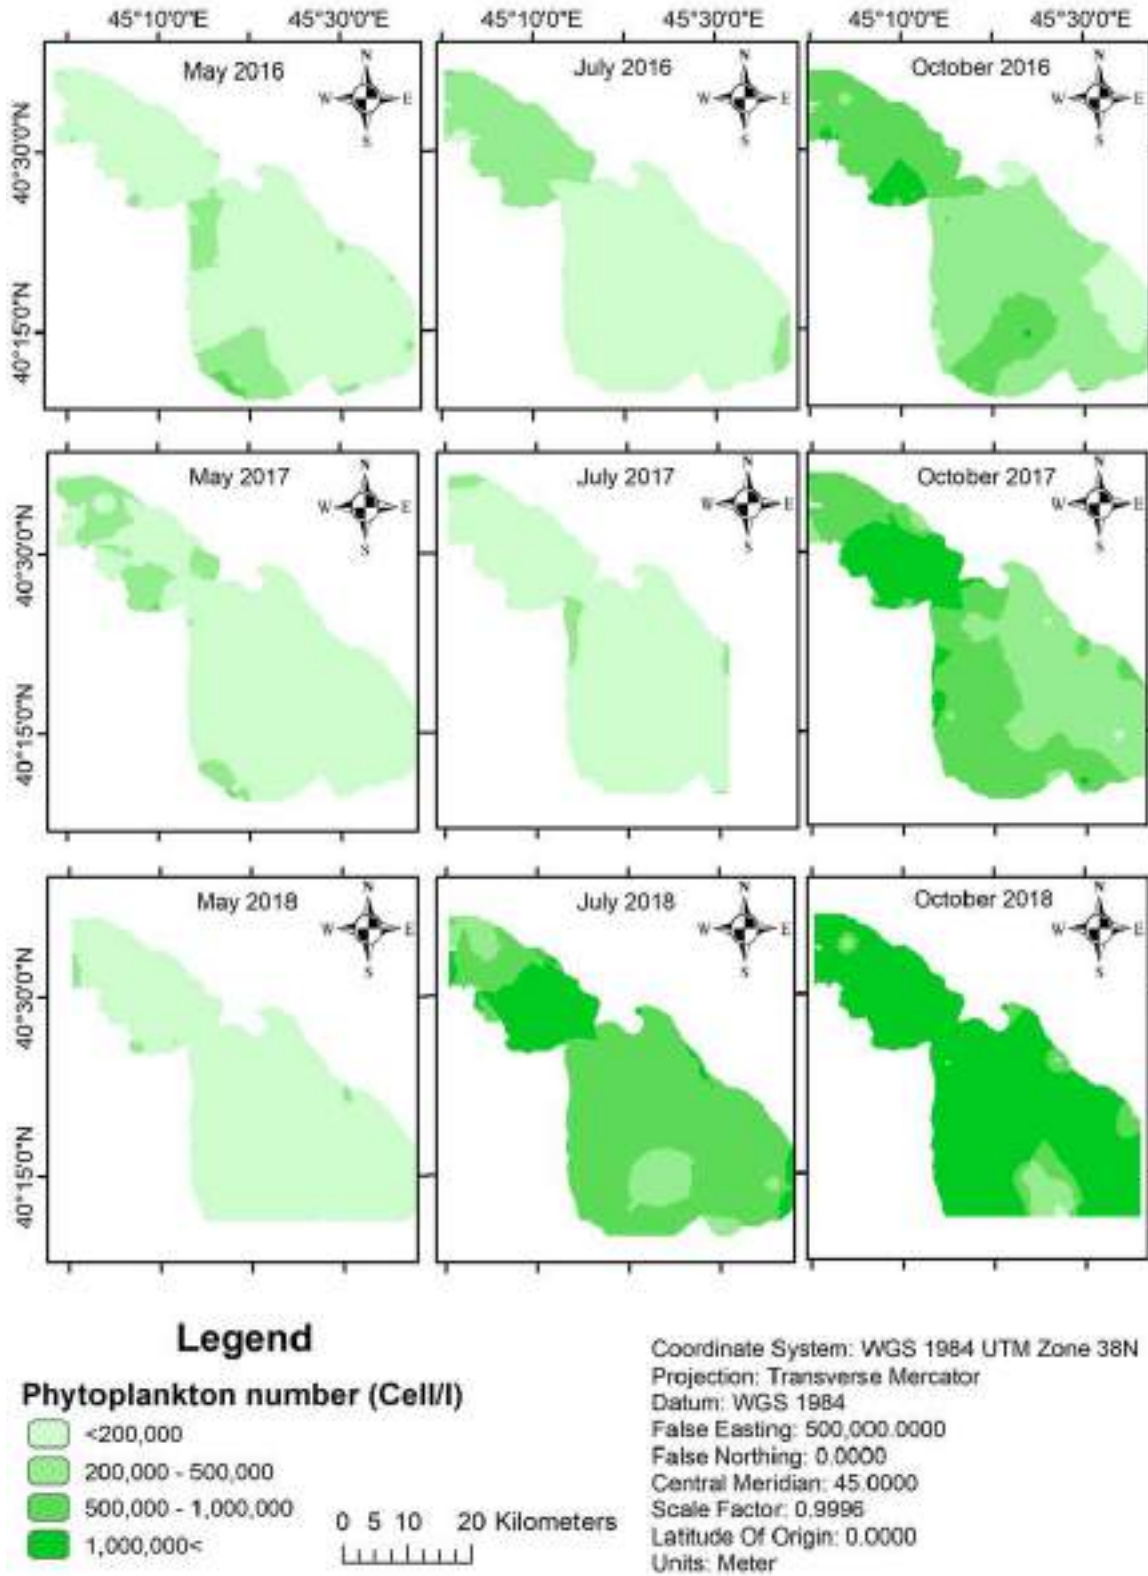 45°10'0"E 45°30'0"E 45°10'0"E 45°30'0"E 45°10'0"E 45°30'0"E
May 2016
N
W E
S
July 2016
N
W E
S
October 2016
N
W E
S
40°30'0"N
40°15'0"N
May 2017
N
W E
S
July 2017
N
W E
S
October 2017
N
W E
S
40°30'0"N
40°15'0"N
May 2018
N
W E
S
July 2018
N
W E
S
October 2018
N
W E
S
40°30'0"N
40°15'0"N
Legend
Phytoplankton number (Cell/l)
<200,000
200,000 - 500,000
500,000 - 1,000,000
1,000,000<
0 5 10 20 Kilometers
Coordinate System: WGS 1984 UTM Zone 38N
Projection: Transverse Mercator
Datum: WGS 1984
False Easting: 500,000.0000
False Northing: 0.0000
Central Meridian: 45.0000
Scale Factor: 0.9996
Latitude Of Origin: 0.0000
Units: Meter